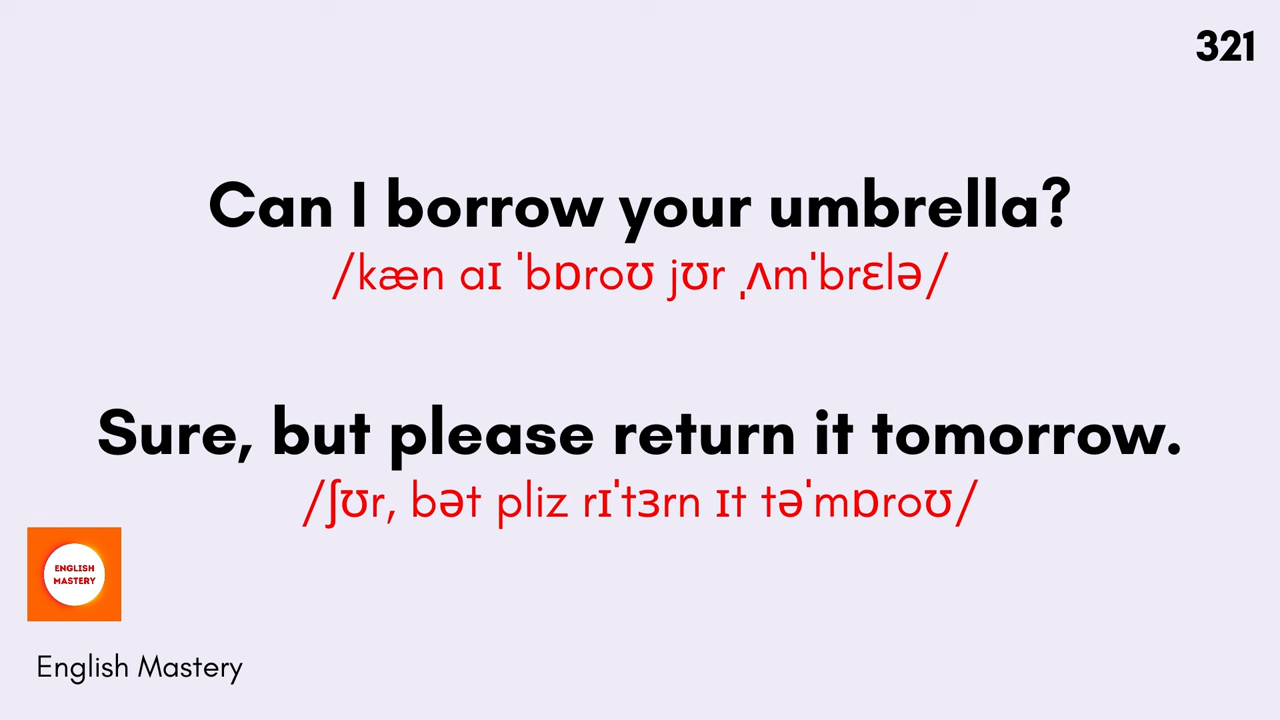 321
Can I borrow your umbrella?
/kæn aɪ ˈbɒroʊ jʊr ˌʌmˈbrɛlə/
Sure, but please return it tomorrow.
/ʃʊr, bət pliz rɪˈtɜrn ɪt təˈmɒroʊ/
ENGLISH
MASTERY
English Mastery